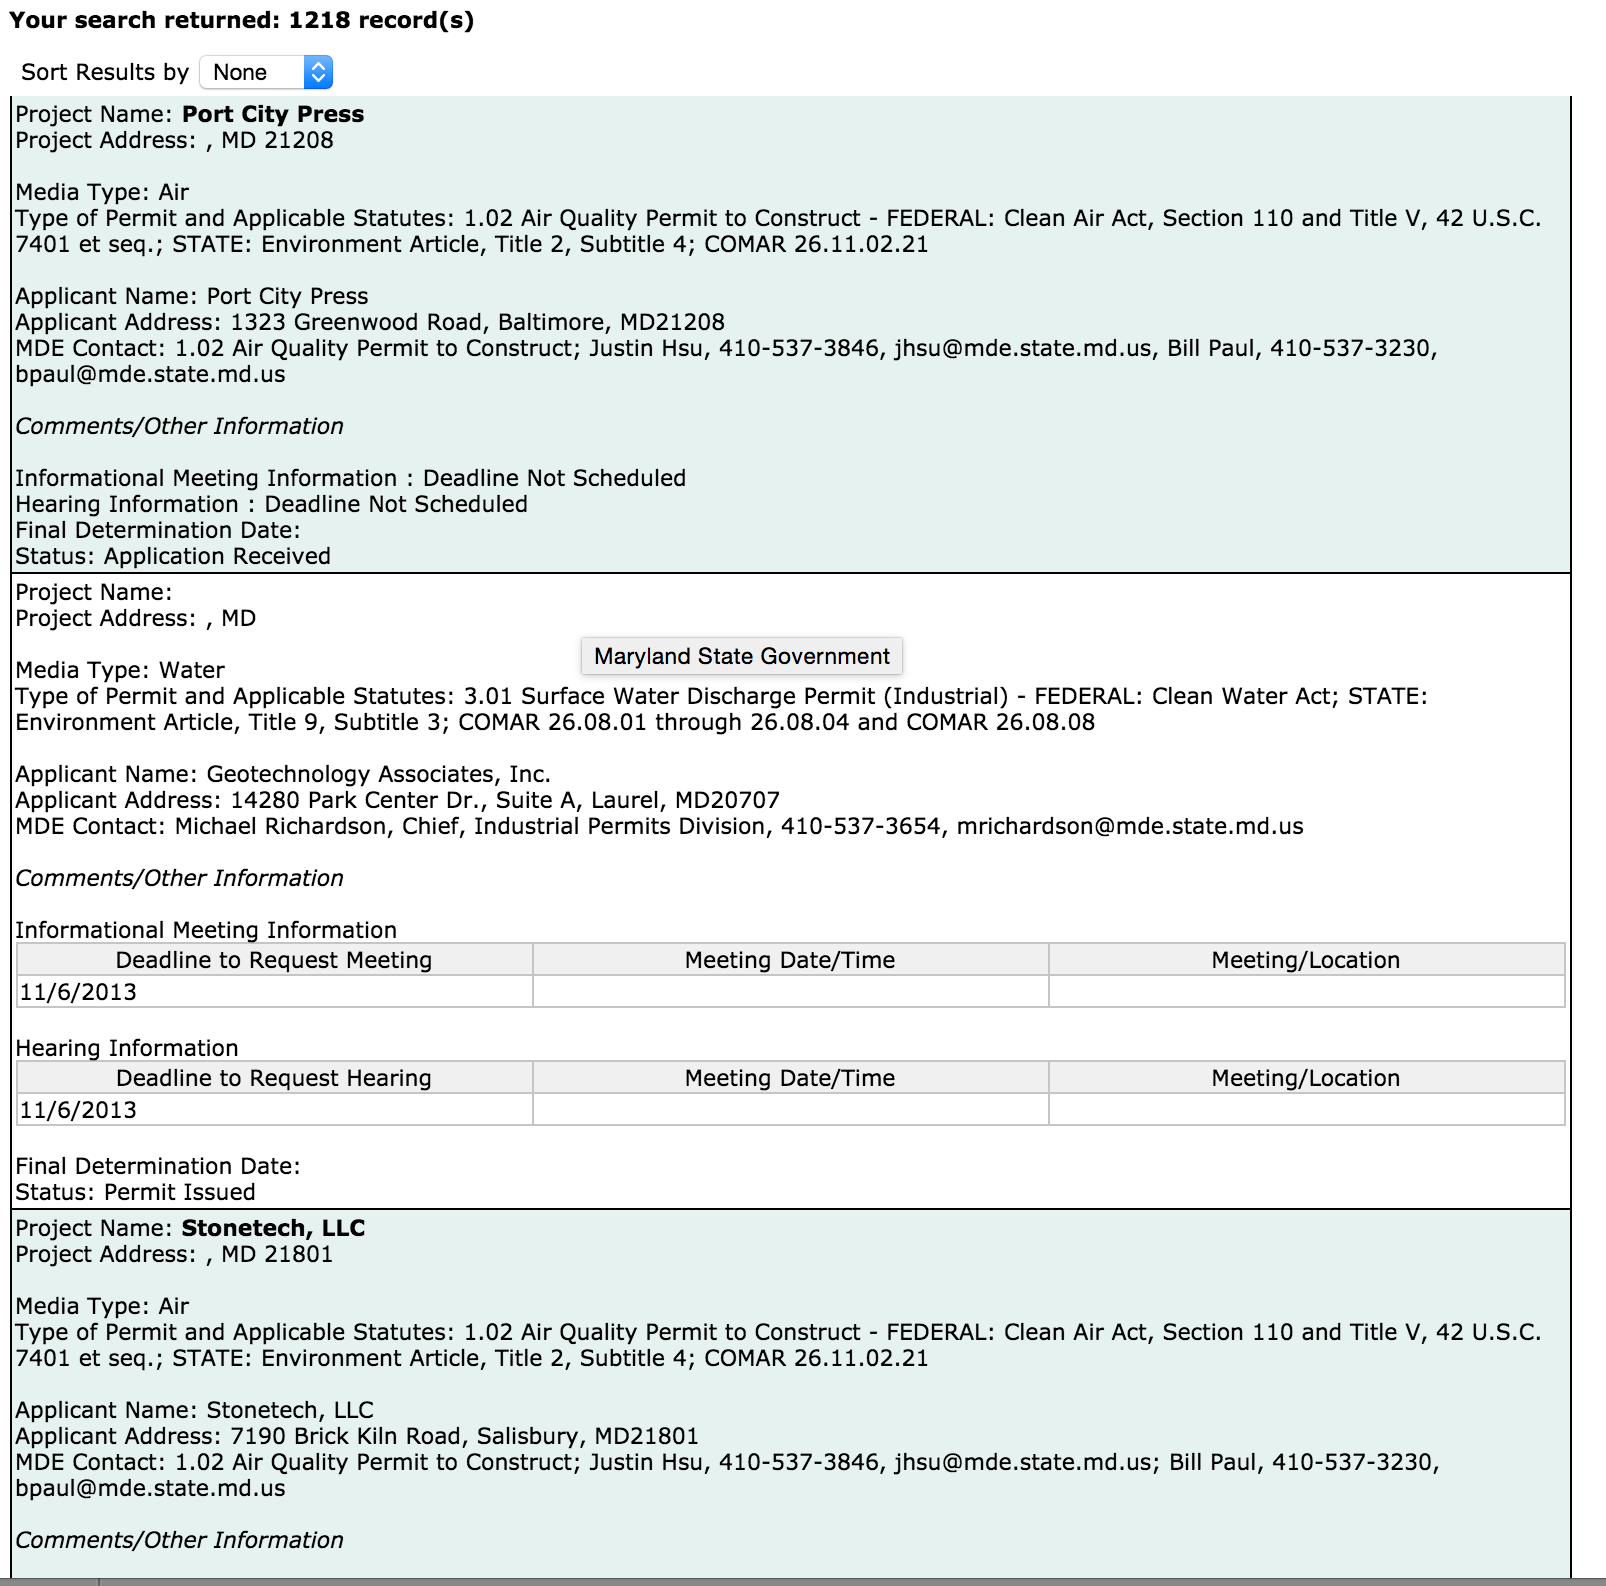 Your search returned: 1218 record(s)
Sort Results by None
Project Name: Port City Press
Project Address: , MD 21208
Media Type: Air
Type of Permit and Applicable Statutes: 1.02 Air Quality Permit to Construct - FEDERAL: Clean Air Act, Section 110 and Title V, 42 U.S.C.
7401 et seq.; STATE: Environment Article, Title 2, Subtitle 4; COMAR 26.11.02.21
Applicant Name: Port City Press
Applicant Address: 1323 Greenwood Road, Baltimore, MD21208
MDE Contact: 1.02 Air Quality Permit to Construct; Justin Hsu, 410-537-3846, jhsu@mde.state.md.us, Bill Paul, 410-537-3230,
bpaul@mde.state.md.us
Comments/Other Information
Informational Meeting Information : Deadline Not Scheduled
Hearing Information : Deadline Not Scheduled
Final Determination Date:
Status: Application Received
Project Name:
Project Address: , MD
Maryland State Government
Media Type: Water
Type of Permit and Applicable Statutes: 3.01 Surface Water Discharge Permit (Industrial) - FEDERAL: Clean Water Act; STATE:
Environment Article, Title 9, Subtitle 3; COMAR 26.08.01 through 26.08.04 and COMAR 26.08.08
Applicant Name: Geotechnology Associates, Inc.
Applicant Address: 14280 Park Center Dr., Suite A, Laurel, MD20707
MDE Contact: Michael Richardson, Chief, Industrial Permits Division, 410-537-3654, mrichardson@mde.state.md.us
Comments/Other Information
Informational Meeting Information
Deadline to Request Meeting Meeting Date/Time Meeting/Location
11/6/2013
Hearing Information
Deadline to Request Hearing Meeting Date/Time Meeting/Location
11/6/2013
Final Determination Date:
Status: Permit Issued
Project Name: Stonetech, LLC
Project Address: , MD 21801
Media Type: Air
Type of Permit and Applicable Statutes: 1.02 Air Quality Permit to Construct - FEDERAL: Clean Air Act, Section 110 and Title V, 42 U.S.C.
7401 et seq.; STATE: Environment Article, Title 2, Subtitle 4; COMAR 26.11.02.21
Applicant Name: Stonetech, LLC
Applicant Address: 7190 Brick Kiln Road, Salisbury, MD21801
MDE Contact: 1.02 Air Quality Permit to Construct; Justin Hsu, 410-537-3846, jhsu@mde.state.md.us; Bill Paul, 410-537-3230,
bpaul@mde.state.md.us
Comments/Other Information